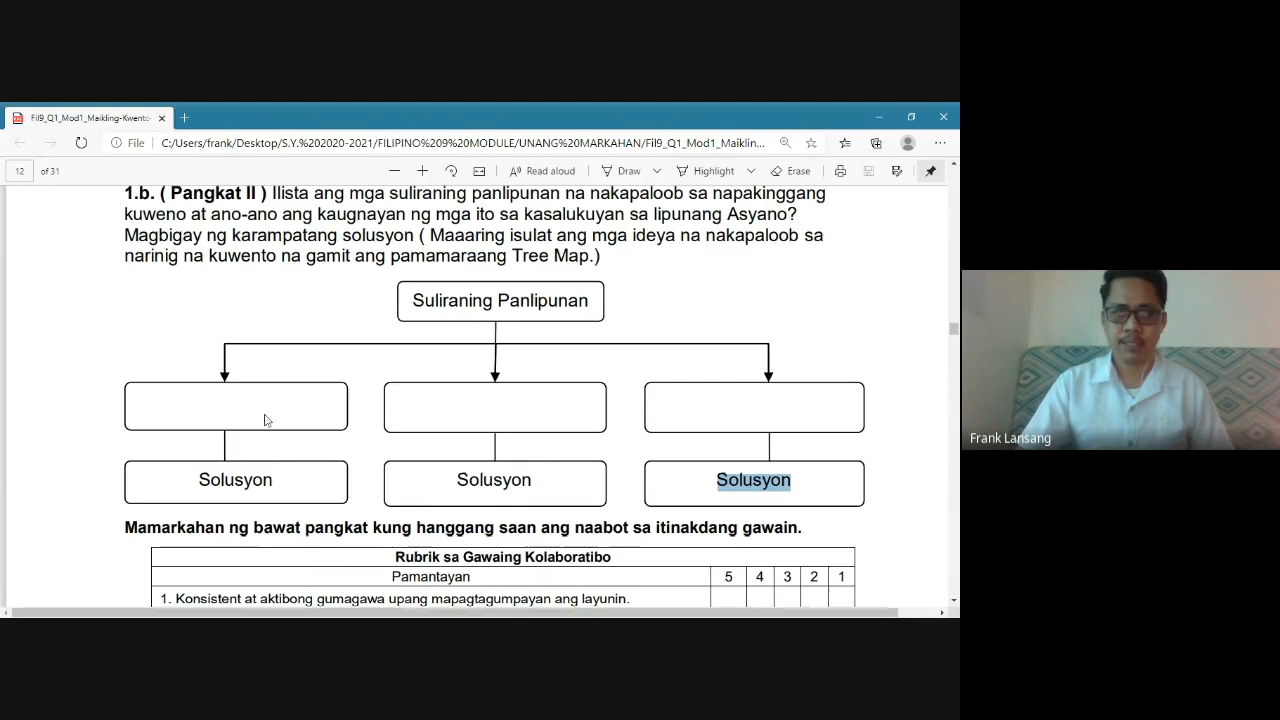 Fil9_Q1_Mod1_Maikling-Kwento
File C:/Users/frank/Desktop/S.Y.%202020-2021/FILIPINO%209%20MODULE/UNANG%20MARKAHAN/Fil9_Q1_Mod1_Maiklin...
12 of 31 Read aloud Draw Highlight Erase
1.b. ( Pangkat II ) Ilista ang mga suliraning panlipunan na nakapaloob sa napakinggang
kuweno at ano-ano ang kaugnayan ng mga ito sa kasalukuyan sa lipunang Asyano?
Magbigay ng karampatang solusyon ( Maaaring isulat ang mga ideya na nakapaloob sa
narinig na kuwento na gamit ang pamamaraang Tree Map.)
Suliraning Panlipunan
Solusyon Solusyon Solusyon
Mamarkahan ng bawat pangkat kung hanggang saan ang naabot sa itinakdang gawain.
Rubrik sa Gawaing Kolaboratibo
Pamantayan 5 4 3 2 1
1. Konsistent at aktibong gumagawa upang mapagtagumpayan ang layunin.
Frank Lansang